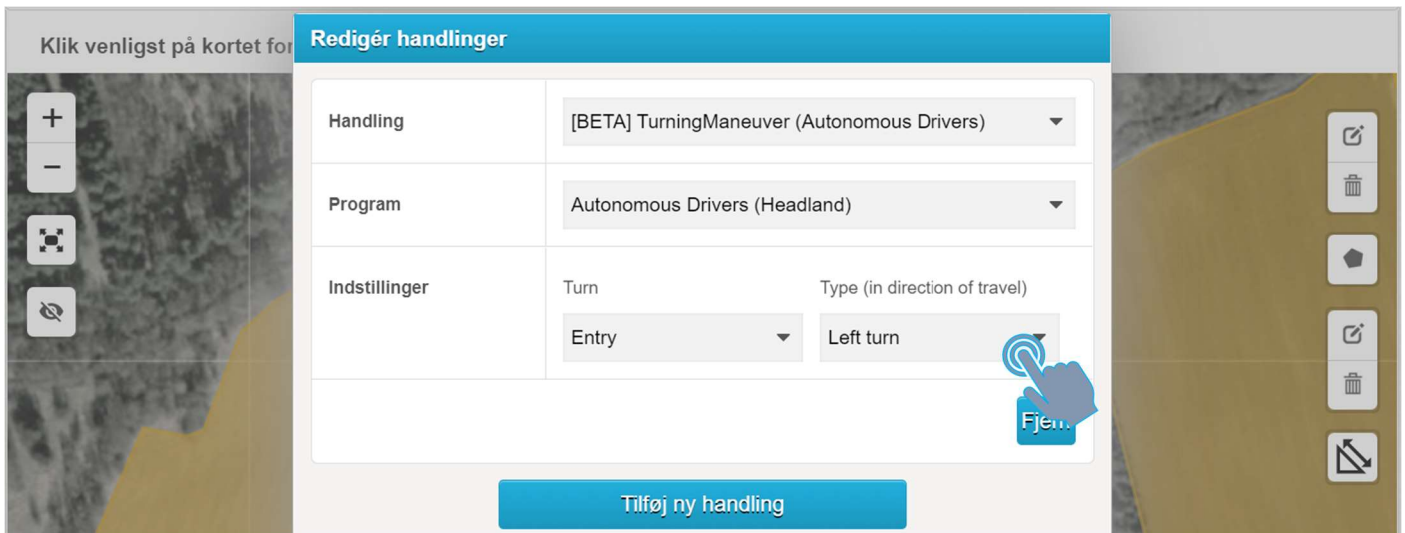 Klik venligst på kortet for
Redigér handlinger
Handling
[BETA] TurningManeuver (Autonomous Drivers)
Program
Autonomous Drivers (Headland)
Indstillinger
Turn
Type (in direction of travel)
Entry
Left turn
Fjern
Tilføj ny handling